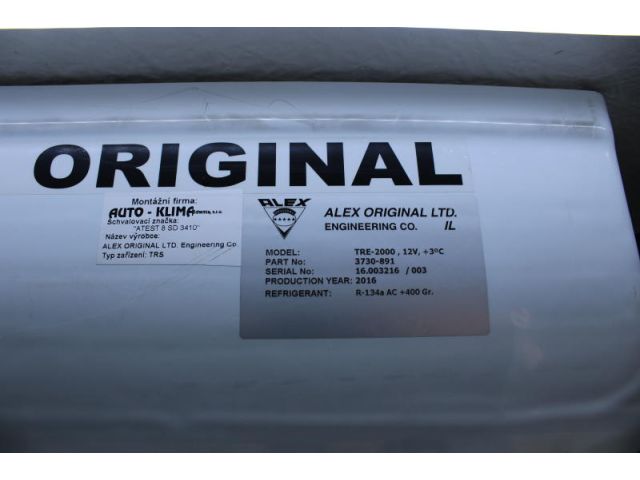 ORIGINAL
Montážní firma:
AUTO - KLIMA s.r.o.
Schvalovací značka:
"ATEST 8 SD 3410"
Název výrobce:
ALEX ORIGINAL LTD. Engineering Co
Typ zařízení: TRS
ALEX
ALEX ORIGINAL LTD.
ENGINEERING CO. IL
MODEL: TRE-2000 , 12V, +3°C
PART No: 3730-891
SERIAL No: 16.003216 / 003
PRODUCTION YEAR: 2016
REFRIGERANT: R-134a AC +400 Gr.